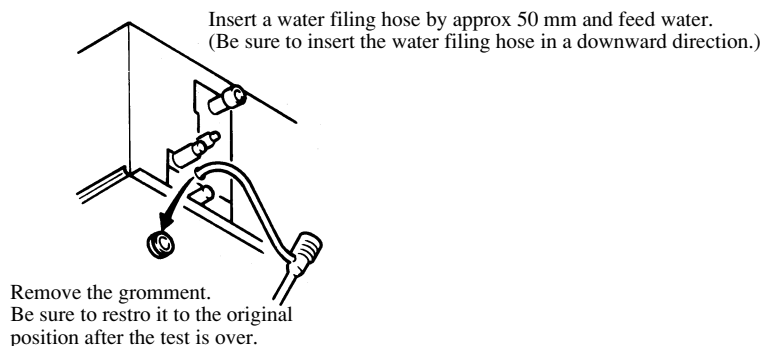 Insert a water filing hose by approx 50 mm and feed water.
(Be sure to insert the water filing hose in a downward direction.)
Remove the gromment.
Be sure to restro it to the original
position after the test is over.